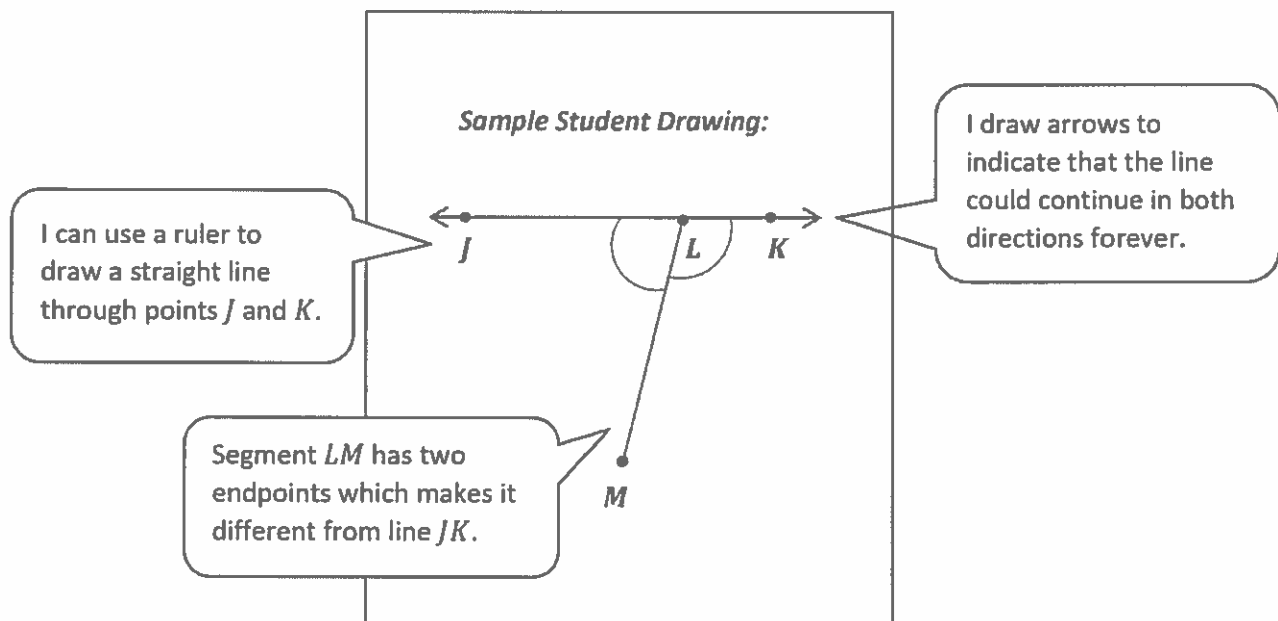 Sample Student Drawing:
I can use a ruler to
draw a straight line
through points J and K.
I draw arrows to
indicate that the line
could continue in both
directions forever.
J
L
K
Segment LM has two
endpoints which makes it
different from line JK.
M